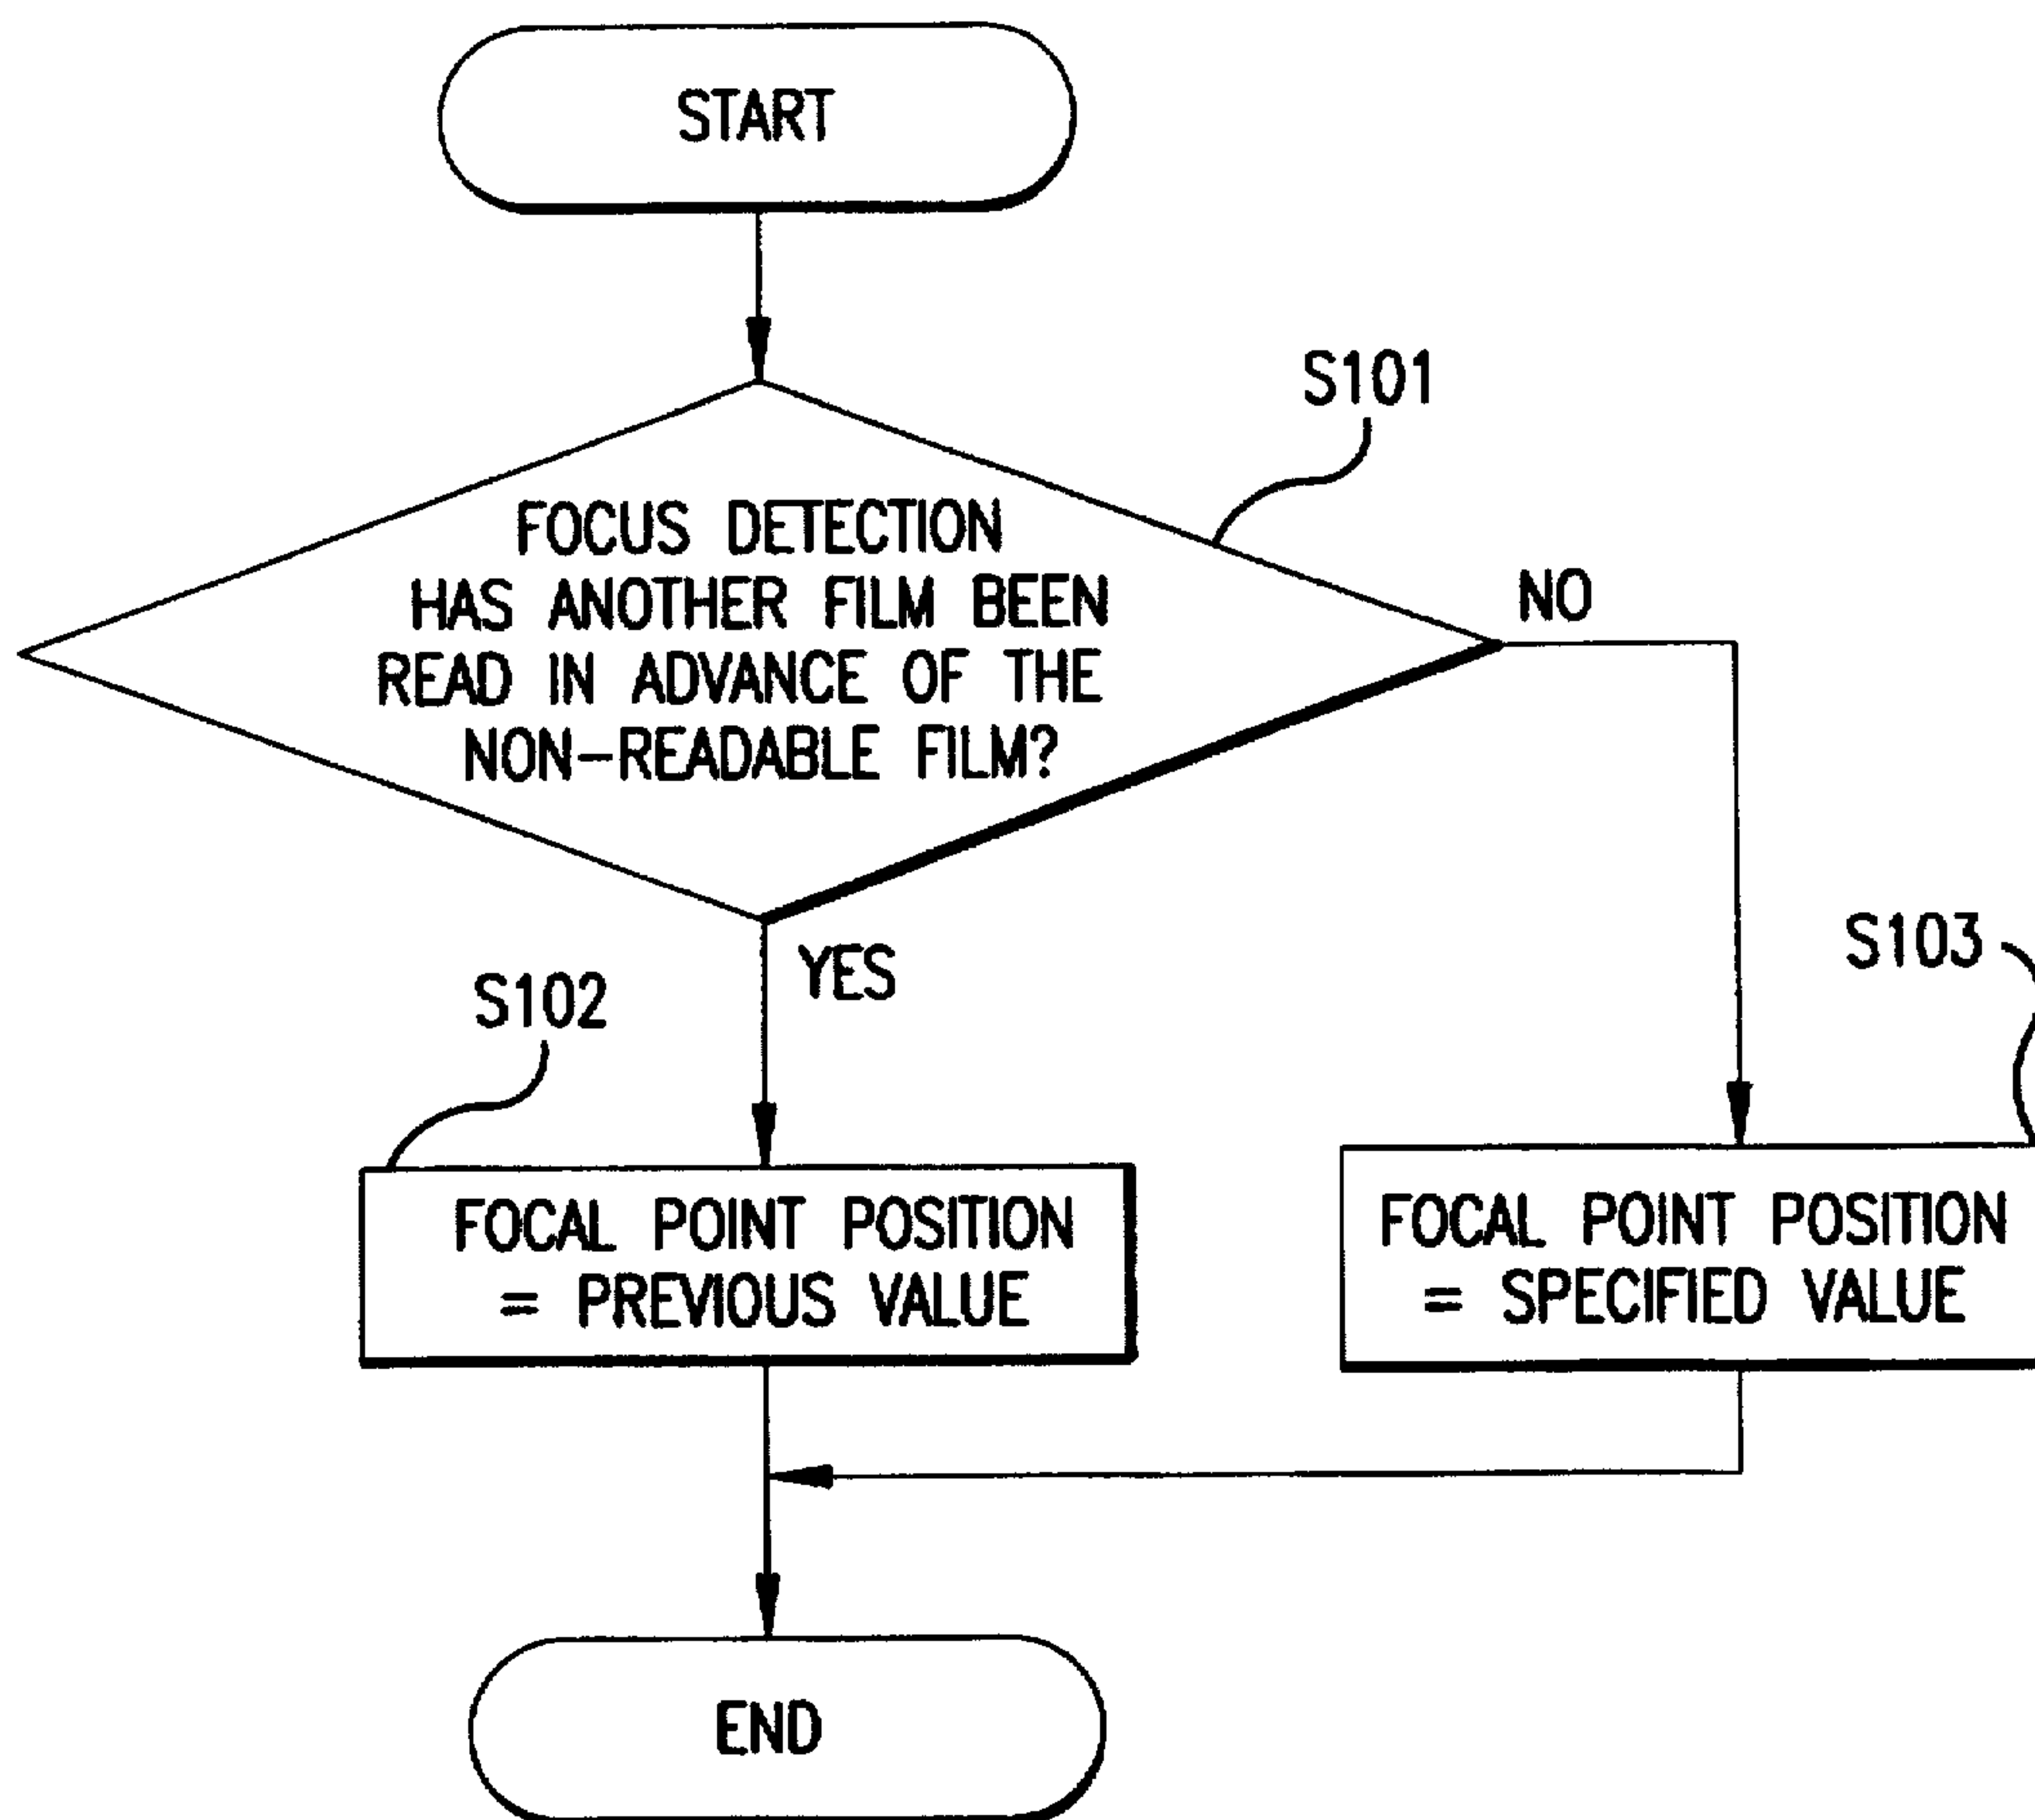 START
S101
FOCUS DETECTION
HAS ANOTHER FILM BEEN
READ IN ADVANCE OF THE
NON-READABLE FILM?
NO
YES
S102
S103
FOCAL POINT POSITION
= PREVIOUS VALUE
FOCAL POINT POSITION
= SPECIFIED VALUE
END